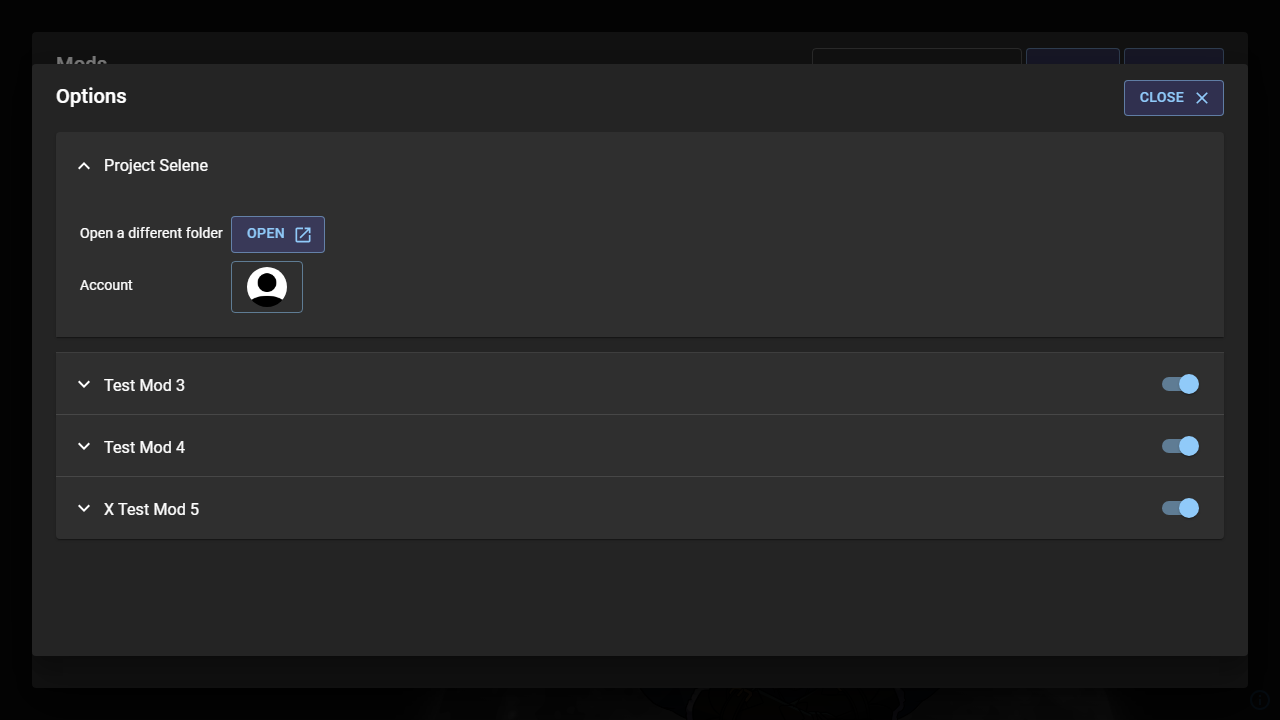 Mods
Options
CLOSE
Project Selene
Open a different folder
OPEN
Account
Test Mod 3
Test Mod 4
X Test Mod 5